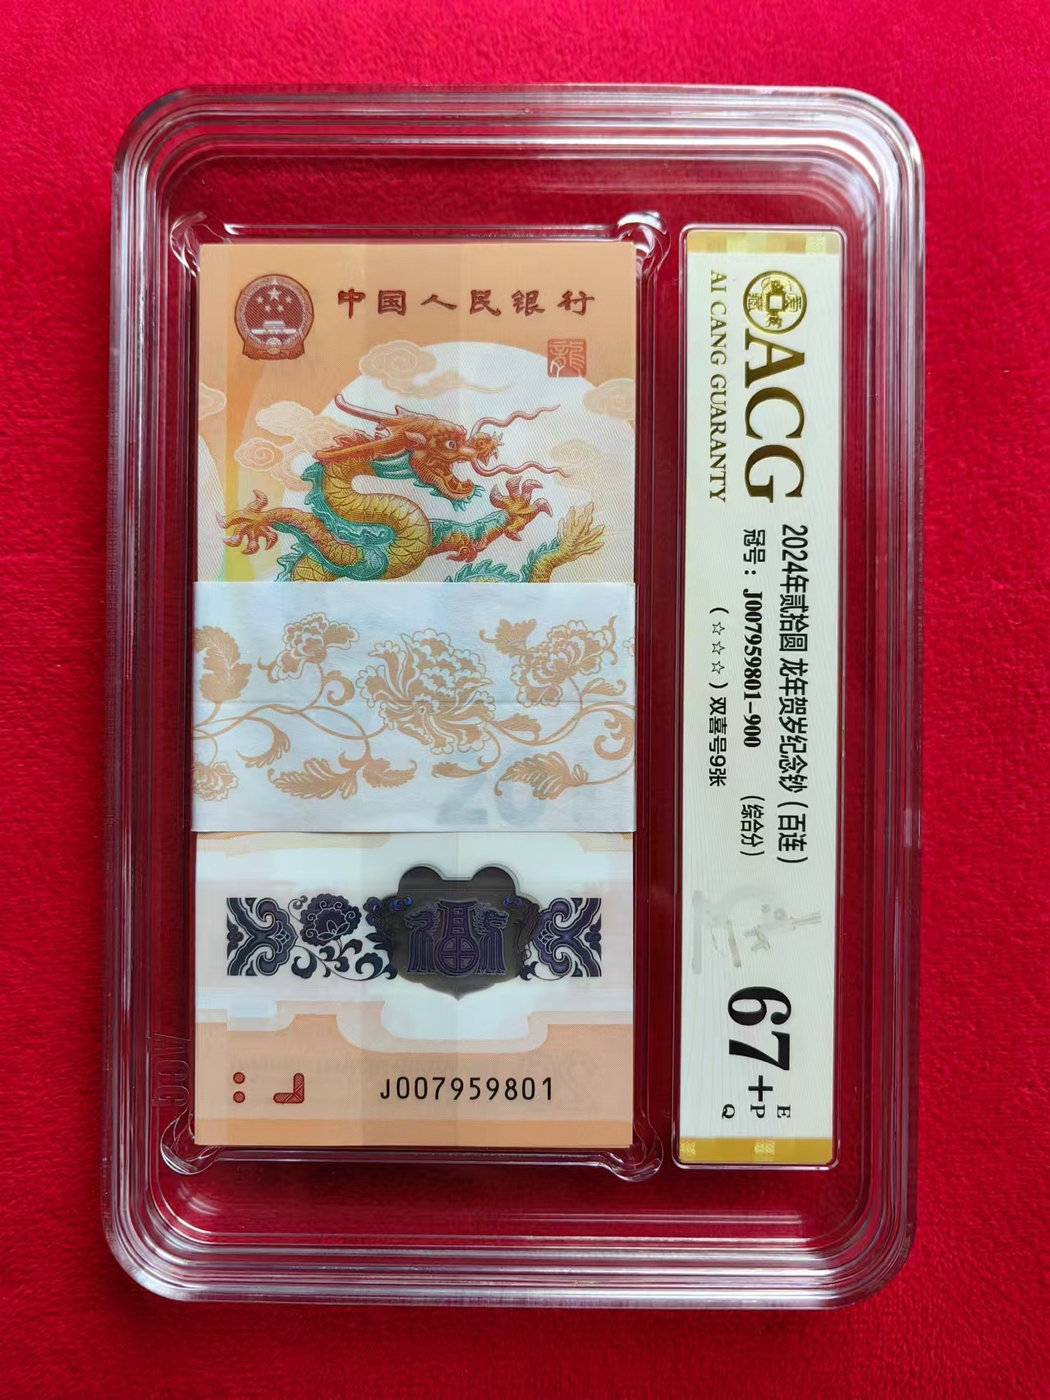 中国人民银行
龍
J007959801
ACG
AI CANG GUARANTY
2024年贰拾圆 龙年贺岁纪念钞（百连）
冠号：J007959801-900 （综合分）
（☆☆☆）双喜号9张
67+
E
P
Q
ACG